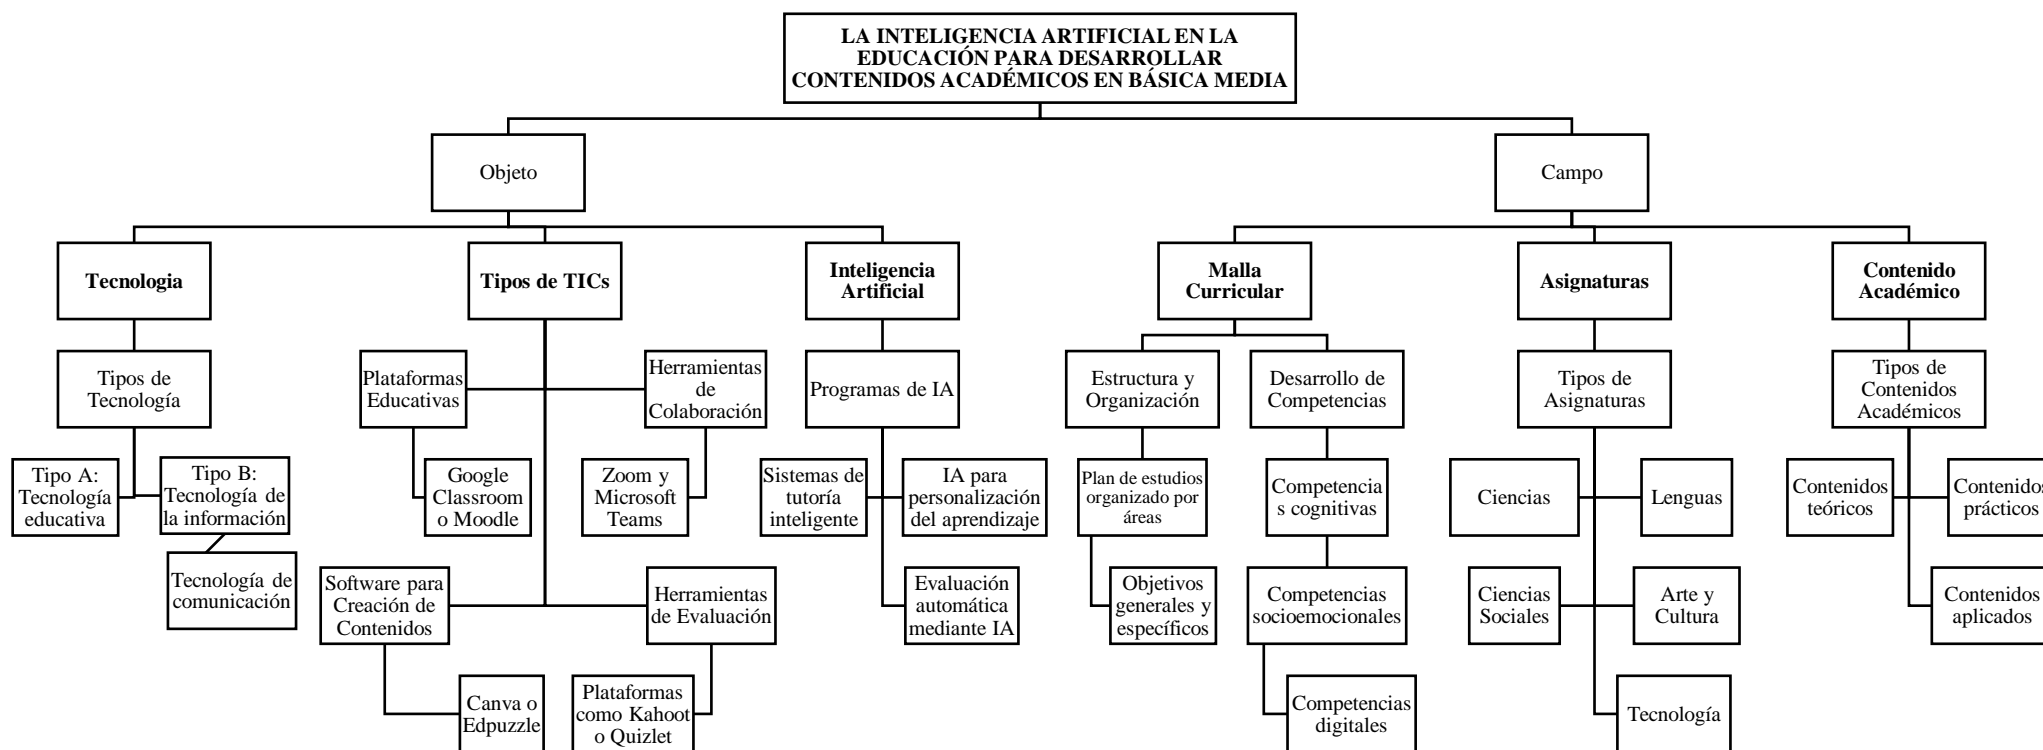 LA INTELIGENCIA ARTIFICIAL EN LA
EDUCACIÓN PARA DESARROLLAR
CONTENIDOS ACADÉMICOS EN BÁSICA MEDIA
Objeto
Campo
Tecnologia
Tipos de TICs
Inteligencia
Artificial
Malla
Curricular
Asignaturas
Contenido
Académico
Tipos de
Tecnología
Plataformas
Educativas
Herramientas
de
Colaboración
Programas de IA
Estructura y
Organización
Desarrollo de
Competencias
Tipos de
Asignaturas
Tipos de
Contenidos
Académicos
Tipo A:
Tecnología
educativa
Tipo B:
Tecnología de
la información
Google
Classroom
o Moodle
Zoom y
Microsoft
Teams
Sistemas de
tutoría
inteligente
IA para
personalización
del aprendizaje
Plan de estudios
organizado por
áreas
Competencia
s cognitivas
Ciencias
Lenguas
Contenidos
teóricos
Contenidos
prácticos
Tecnología de
comunicación
Software para
Creación de
Contenidos
Herramientas
de Evaluación
Evaluación
automática
mediante IA
Objetivos
generales y
específicos
Competencias
socioemocionales
Ciencias
Sociales
Arte y
Cultura
Contenidos
aplicados
Canva o
Edpuzzle
Plataformas
como Kahoot
o Quizlet
Competencias
digitales
Tecnología